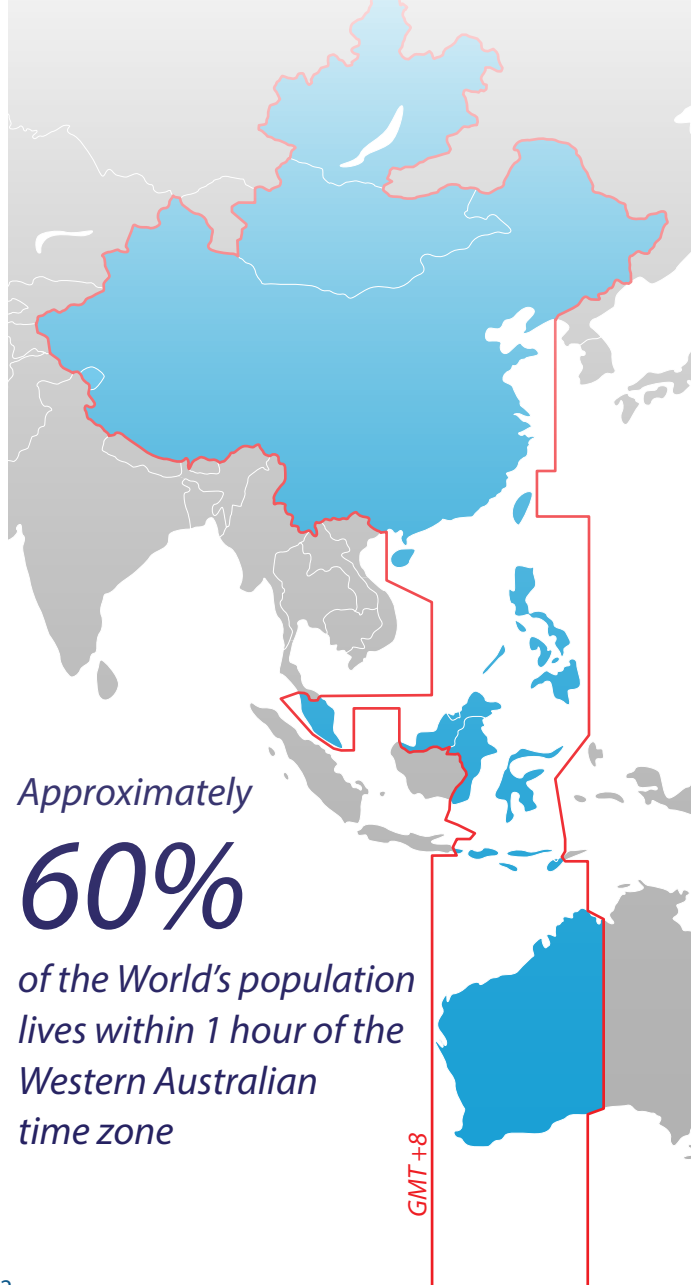 Approximately
60%
of the World's population
lives within 1 hour of the
Western Australian
time zone
GMT +8